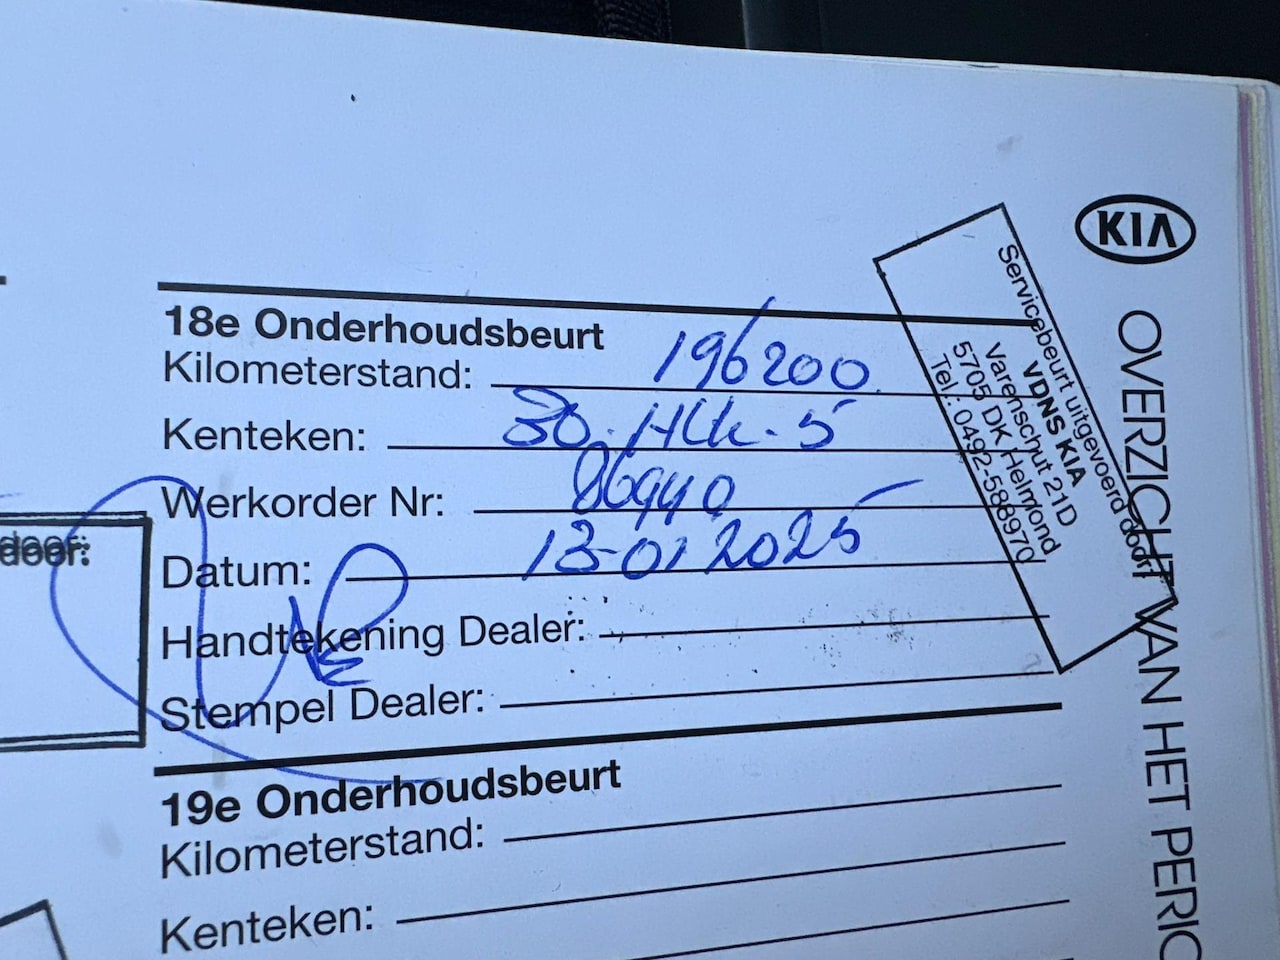 KIA
OVERZICHT VAN HET PERIO
Servicebeurt uitgevoerd door:
VDNS KIA
Varenschut 21D
5705 DK Helmond
Tel.: 0492-588970
18e Onderhoudsbeurt
Kilometerstand: 196200
Kenteken: 30-HLK-5
Werkorder Nr: 86940
Datum: 13-01-2025
Handtekening Dealer:
Stempel Dealer:
door:
19e Onderhoudsbeurt
Kilometerstand:
Kenteken: